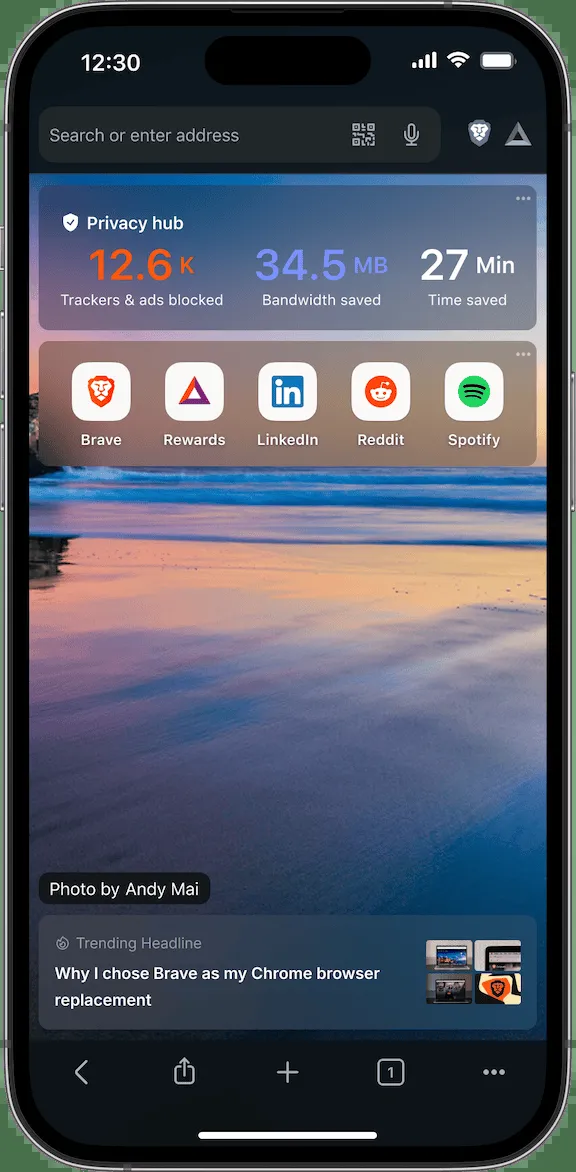 12:30
Search or enter address
Privacy hub
12.6 K 34.5 MB 27 Min
Trackers & ads blocked Bandwidth saved Time saved
Brave Rewards LinkedIn Reddit Spotify
Photo by Andy Mai
Trending Headline
Why I chose Brave as my Chrome browser
replacement
1